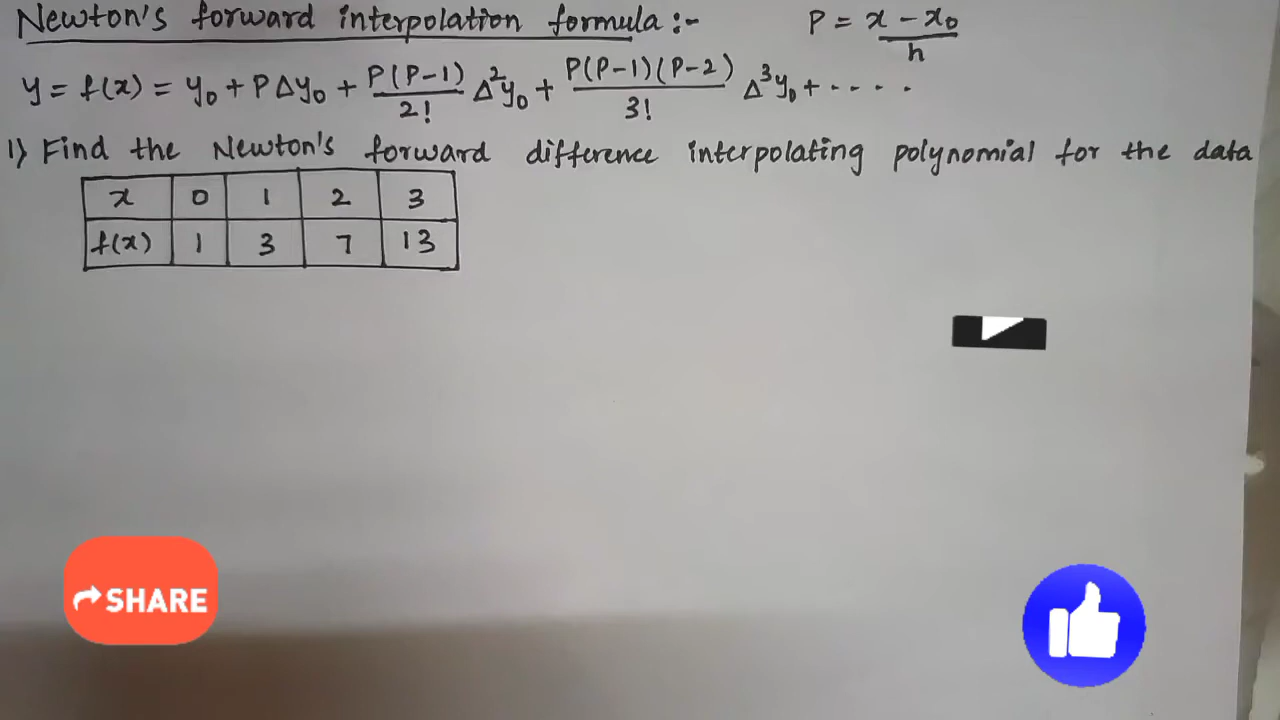 Newton's forward interpolation formula :- P = x - x₀ / h
y = f(x) = y₀ + P Δy₀ + P(P-1) / 2! Δ²y₀ + P(P-1)(P-2) / 3! Δ³y₀ + - - - .
1) Find the Newton's forward difference interpolating polynomial for the data
x 0 1 2 3
f(x) 1 3 7 13
SHARE